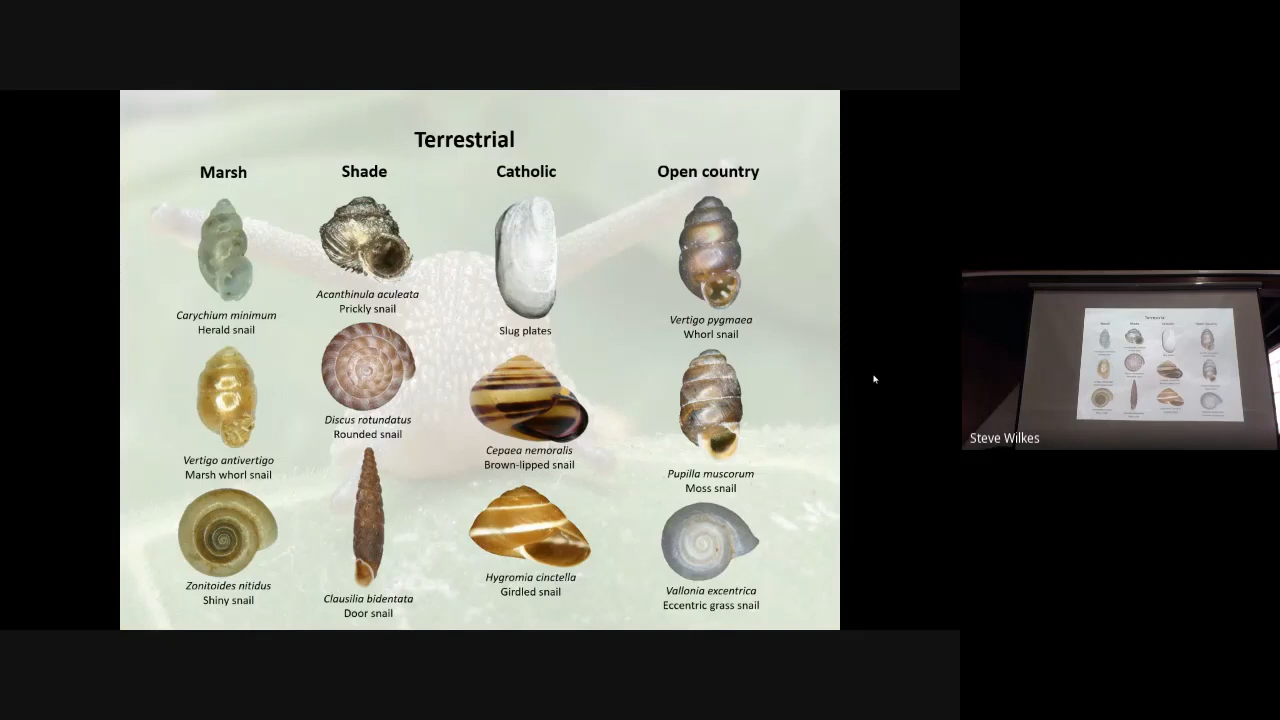 Terrestrial
Marsh
Shade
Catholic
Open country
Carychium minimum
Herald snail
Acanthinula aculeata
Prickly snail
Slug plates
Vertigo pygmaea
Whorl snail
Vertigo antivertigo
Marsh whorl snail
Discus rotundatus
Rounded snail
Cepaea nemoralis
Brown-lipped snail
Pupilla muscorum
Moss snail
Zonitoides nitidus
Shiny snail
Clausilia bidentata
Door snail
Hygromia cinctella
Girdled snail
Vallonia excentrica
Eccentric grass snail
Terrestrial
Steve Wilkes